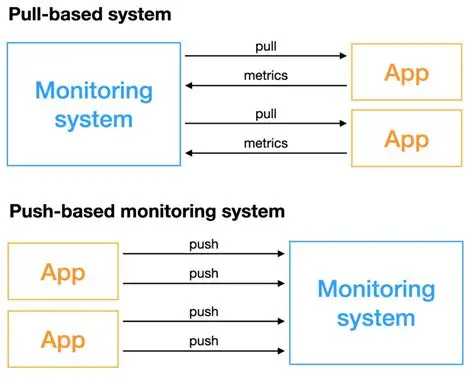 Pull-based system
Monitoring
system
pull
metrics
pull
metrics
App
App
Push-based monitoring system
App
App
push
push
push
push
Monitoring
system